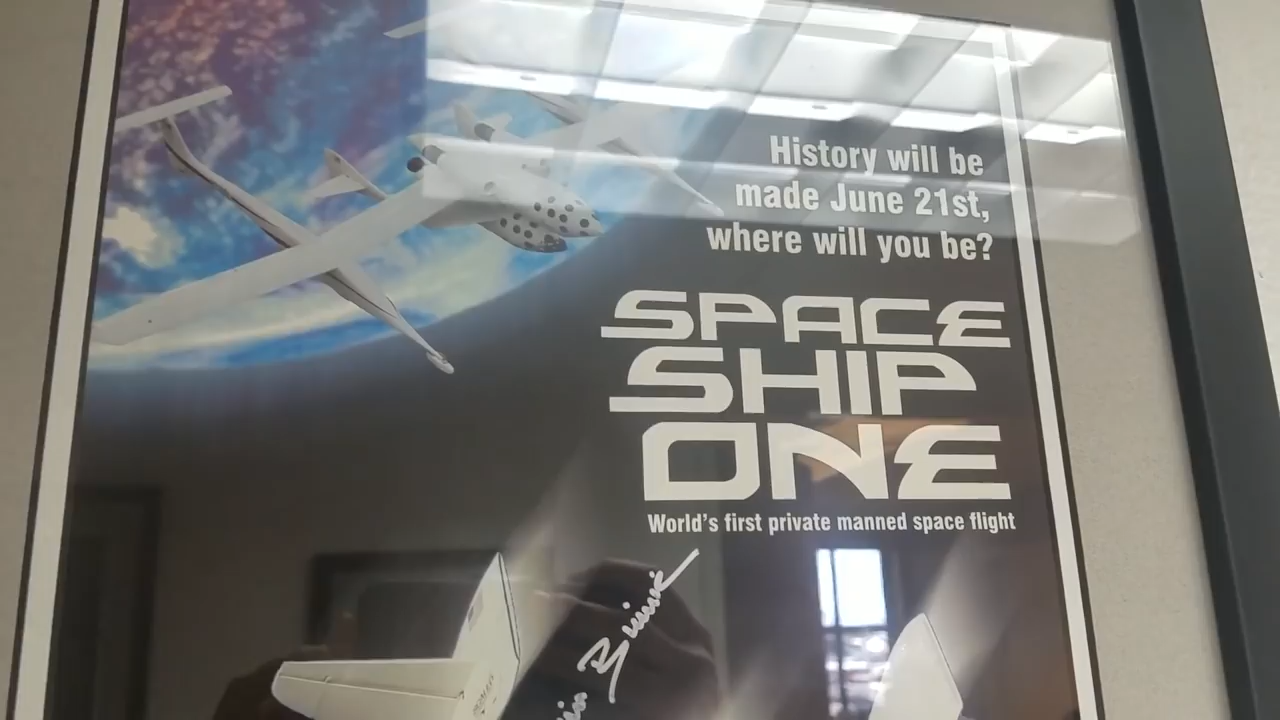 History will be
made June 21st,
where will you be?
SPACE
SHIP
ONE
World's first private manned space flight
Binnie